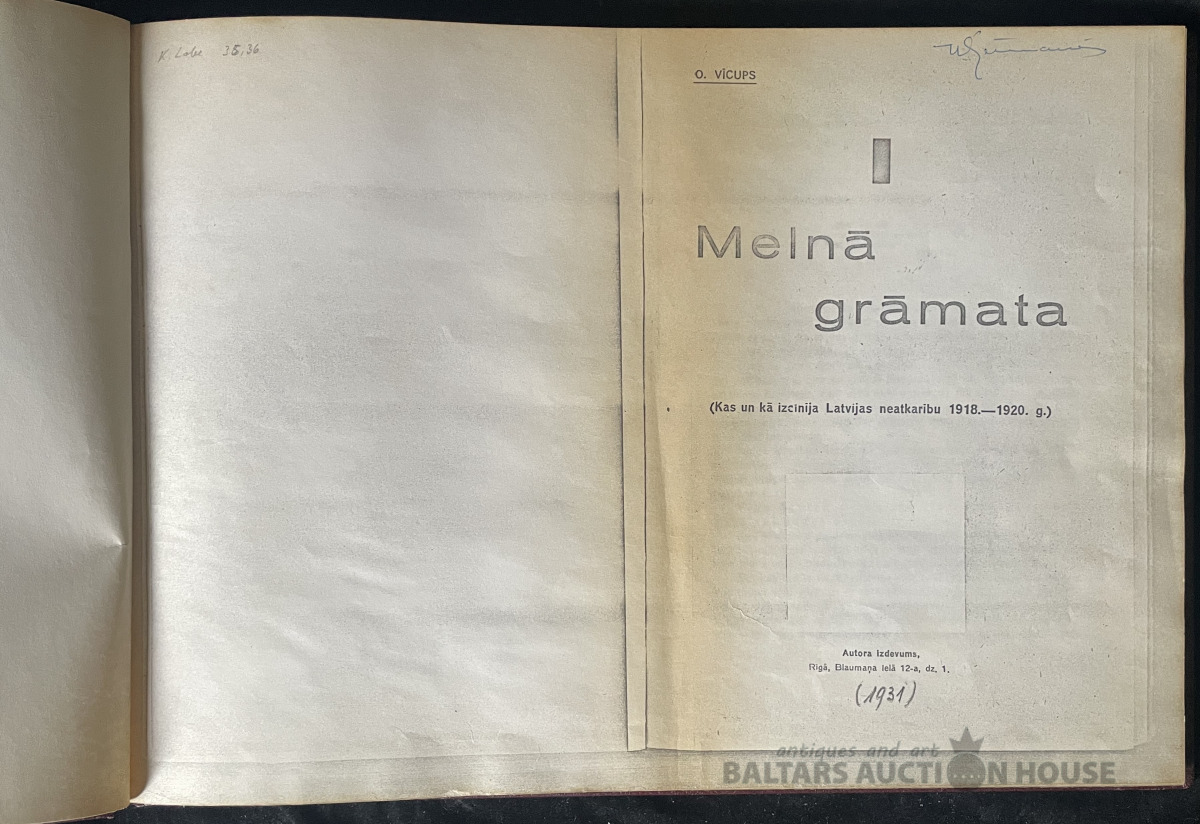 K. Lobe 35,36
O. VĪCUPS
I
Melnā
grāmata
(Kas un kā izcīnija Latvijas neatkarību 1918.—1920. g.)
Autora izdevums,
Rīgā, Blaumaņa ielā 12-a, dz. 1.
(1931)
antiques and art
BALTARS AUCTION HOUSE